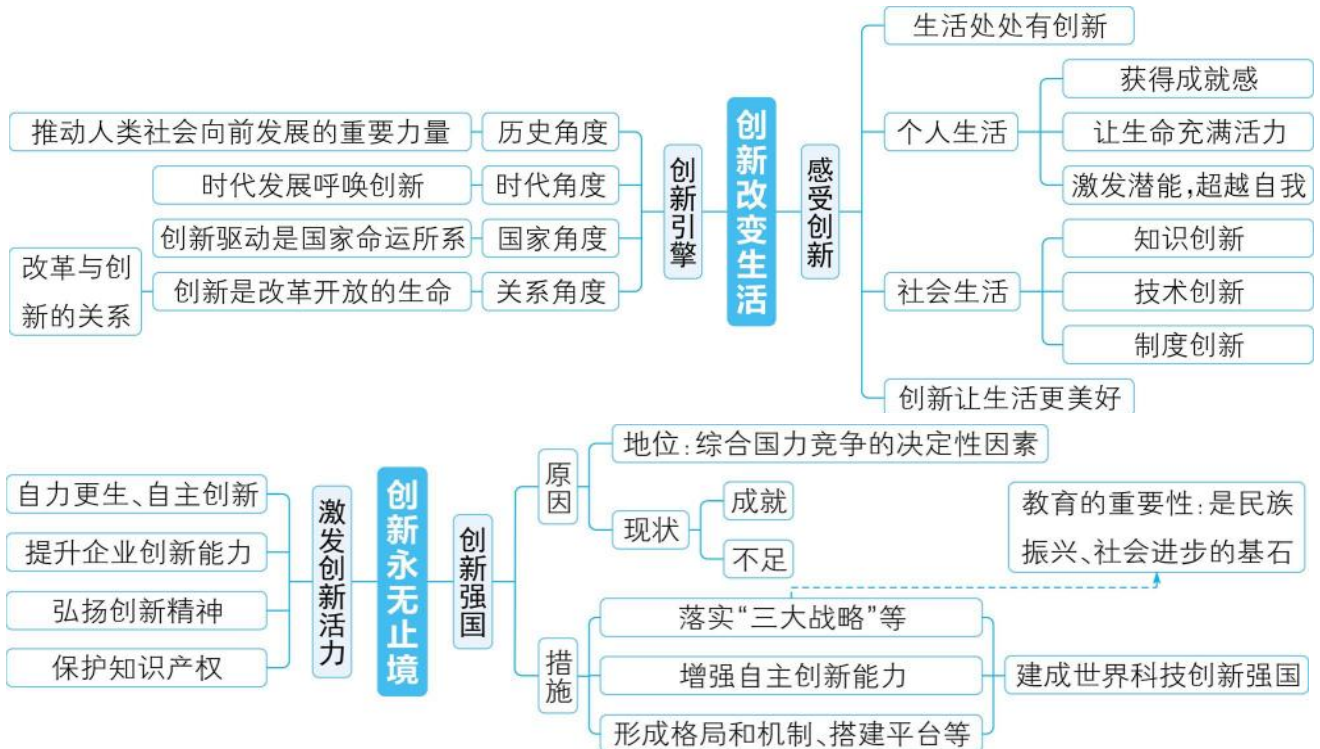 生活处处有创新
获得成就感
个人生活
让生命充满活力
激发潜能,超越自我
感受创新
知识创新
社会生活
技术创新
制度创新
创新让生活更美好
创新改变生活
创新引擎
推动人类社会向前发展的重要力量
历史角度
时代发展呼唤创新
时代角度
创新驱动是国家命运所系
国家角度
改革与创
新的关系
创新是改革开放的生命
关系角度
自力更生、自主创新
提升企业创新能力
弘扬创新精神
保护知识产权
激发创新活力
创新永无止境
创新强国
原因
地位:综合国力竞争的决定性因素
现状
成就
不足
教育的重要性:是民族
振兴、社会进步的基石
措施
落实“三大战略”等
增强自主创新能力
形成格局和机制、搭建平台等
建成世界科技创新强国